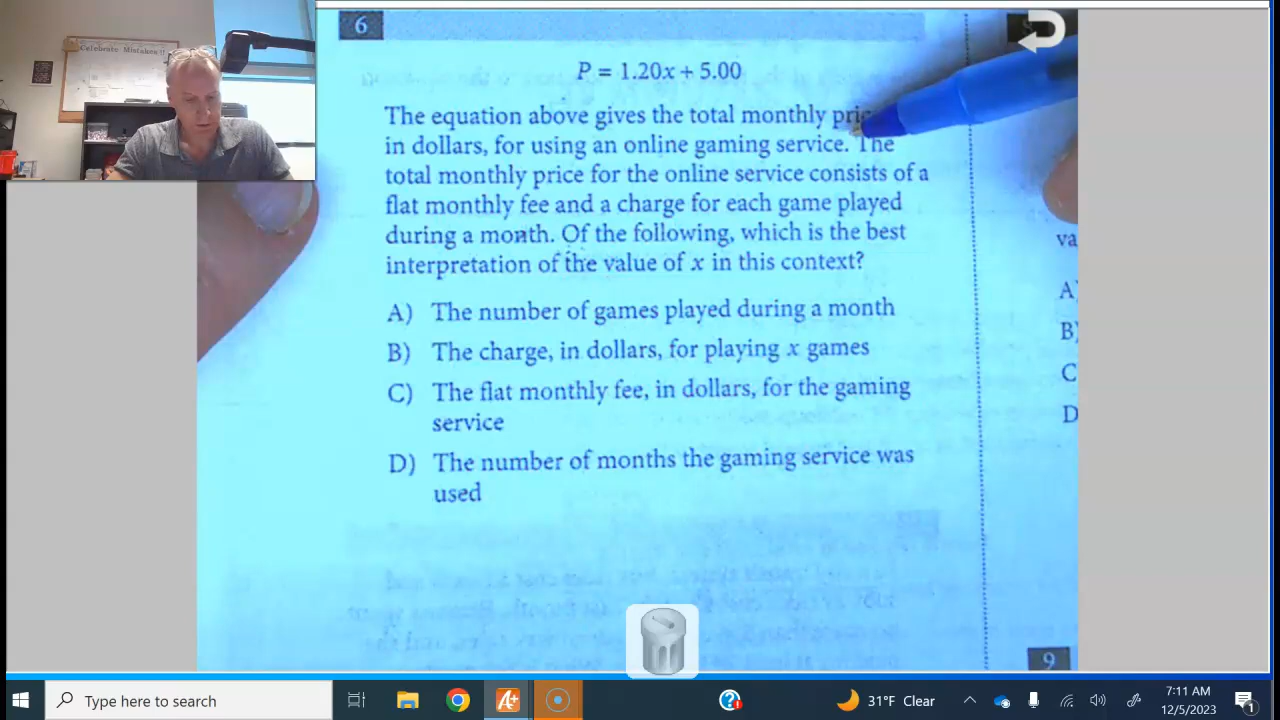 Celebrate Mistakes!!
6
P = 1.20x + 5.00
The equation above gives the total monthly
in dollars, for using an online gaming service. The
total monthly price for the online service consists of a
flat monthly fee and a charge for each game played
during a month. Of the following, which is the best
interpretation of the value of x in this context?
A) The number of games played during a month
B) The charge, in dollars, for playing x games
C) The flat monthly fee, in dollars, for the gaming
service
D) The number of months the gaming service was
used
va
A)
B)
C
D
9
Type here to search
A+
31°F Clear
7:11 AM
12/5/2023
1